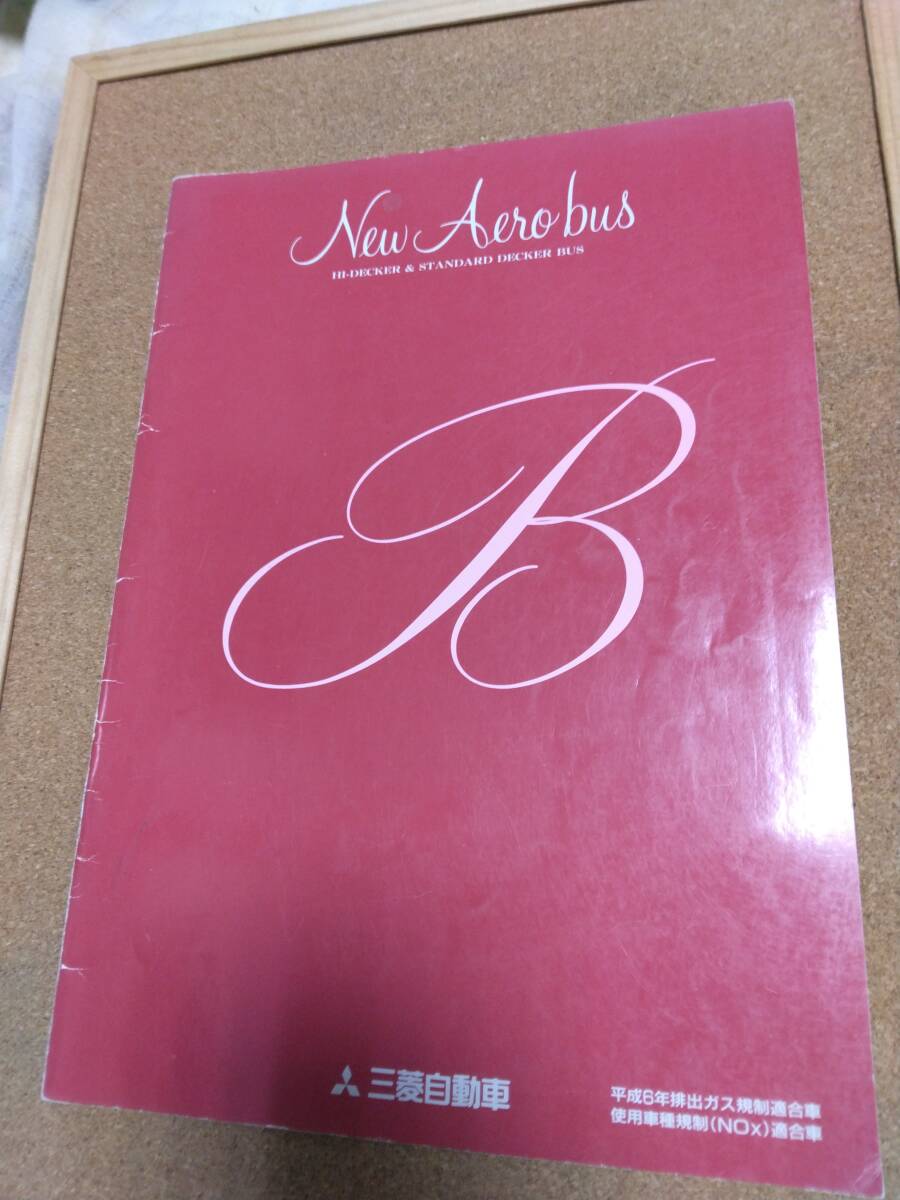 New Aero bus
HI-DECKER & STANDARD DECKER BUS
B
三菱自動車
平成6年排出ガス規制適合車
使用車種規制(NOx)適合車